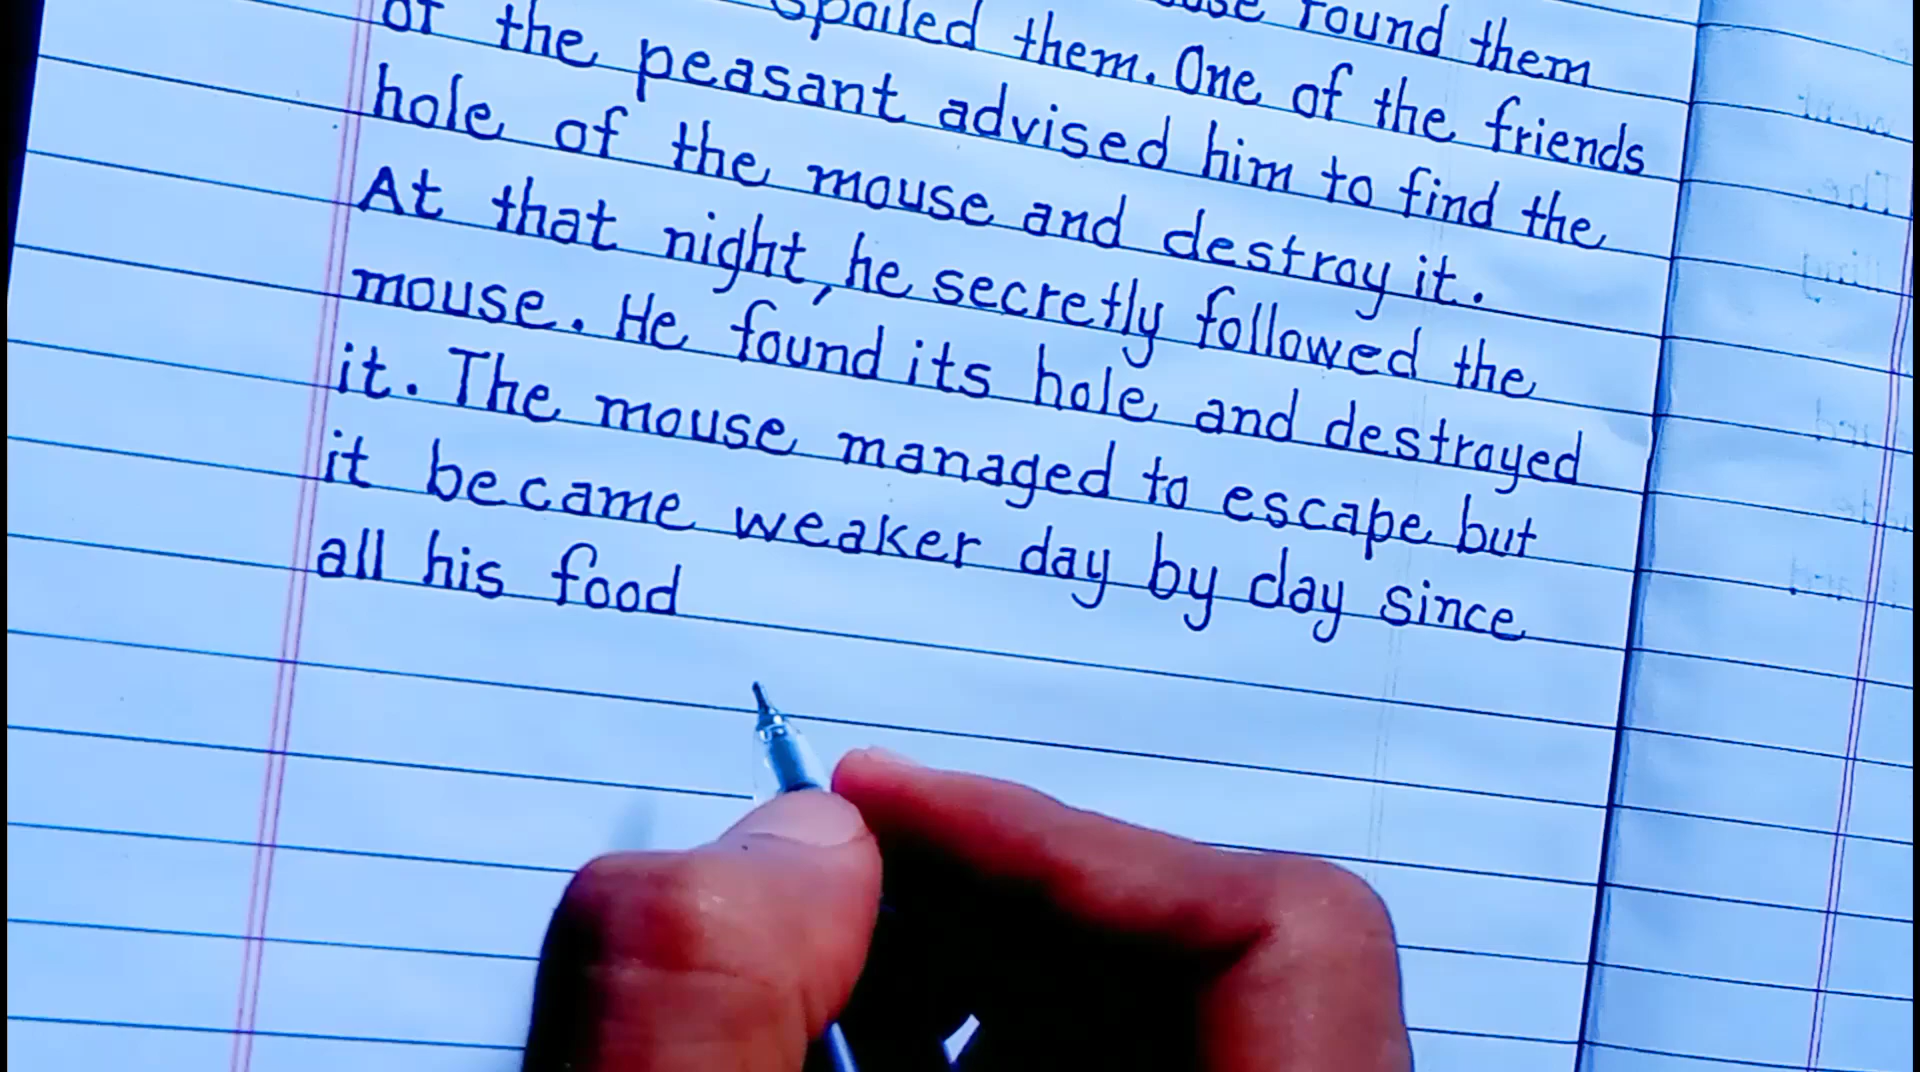 them
spoiled them. One of the friends
of the peasant advised him to find the
hole of the mouse and destroy it.
At that night, he secretly followed the
mouse. He found its hole and destroyed
it. The mouse managed to escape but
it became weaker day by day since
all his food